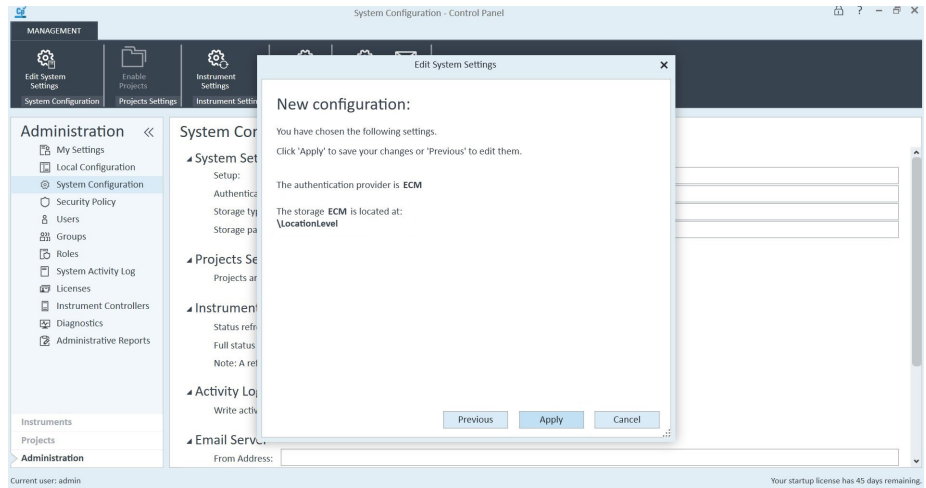 System Configuration - Control Panel
MANAGEMENT
Edit System
Settings
Enable
Projects
Instrument
Settings
System Configuration
Projects Settings
Instrument Settin
Administration
My Settings
Local Configuration
System Configuration
Security Policy
Users
Groups
Roles
System Activity Log
Licenses
Instrument Controllers
Diagnostics
Administrative Reports
Instruments
Projects
Administration
System Cor
System Set
Setup:
Authentica
Storage typ
Storage pa
Projects Se
Projects ar
Instrument
Status refr
Full status
Note: A ref
Activity Log
Write activ
Email Server
From Address:
Edit System Settings
New configuration:
You have chosen the following settings.
Click 'Apply' to save your changes or 'Previous' to edit them.
The authentication provider is ECM
The storage ECM is located at:
\LocationLevel
Previous
Apply
Cancel
Current user: admin
Your startup license has 45 days remaining.